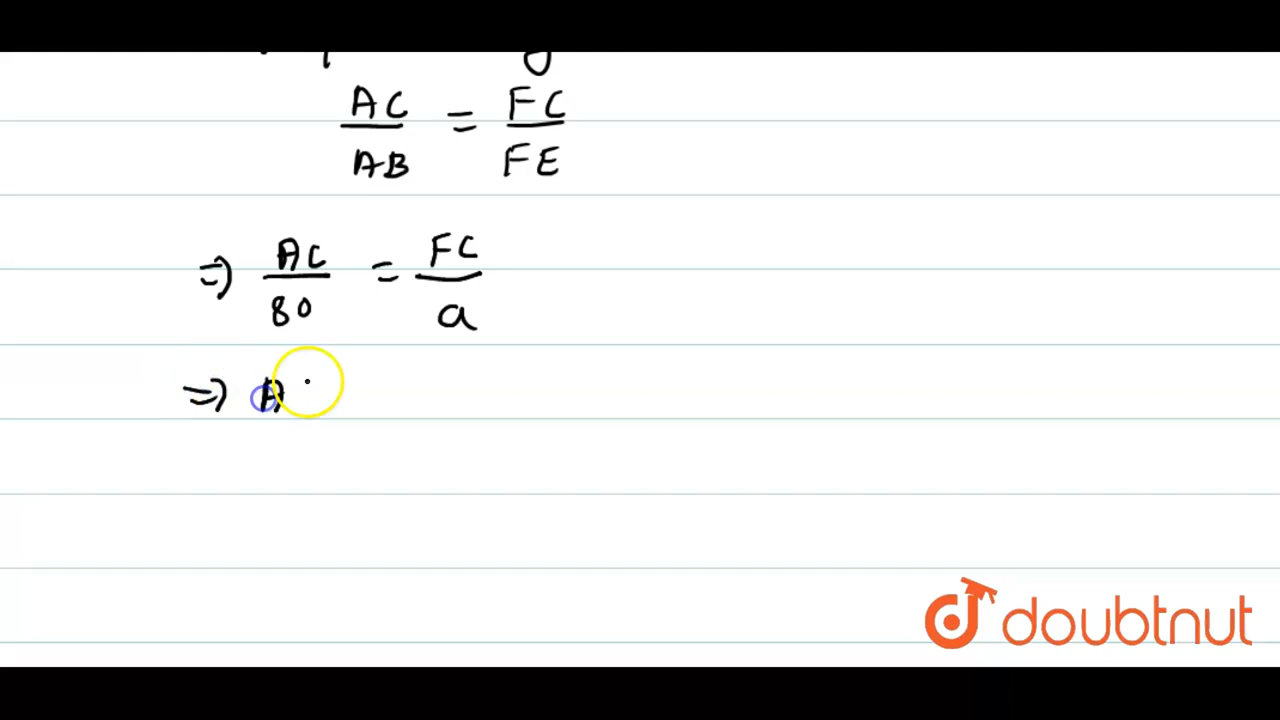 AC = FC
AB FE
=> AC = FC
80 a
=> A
doubtnut